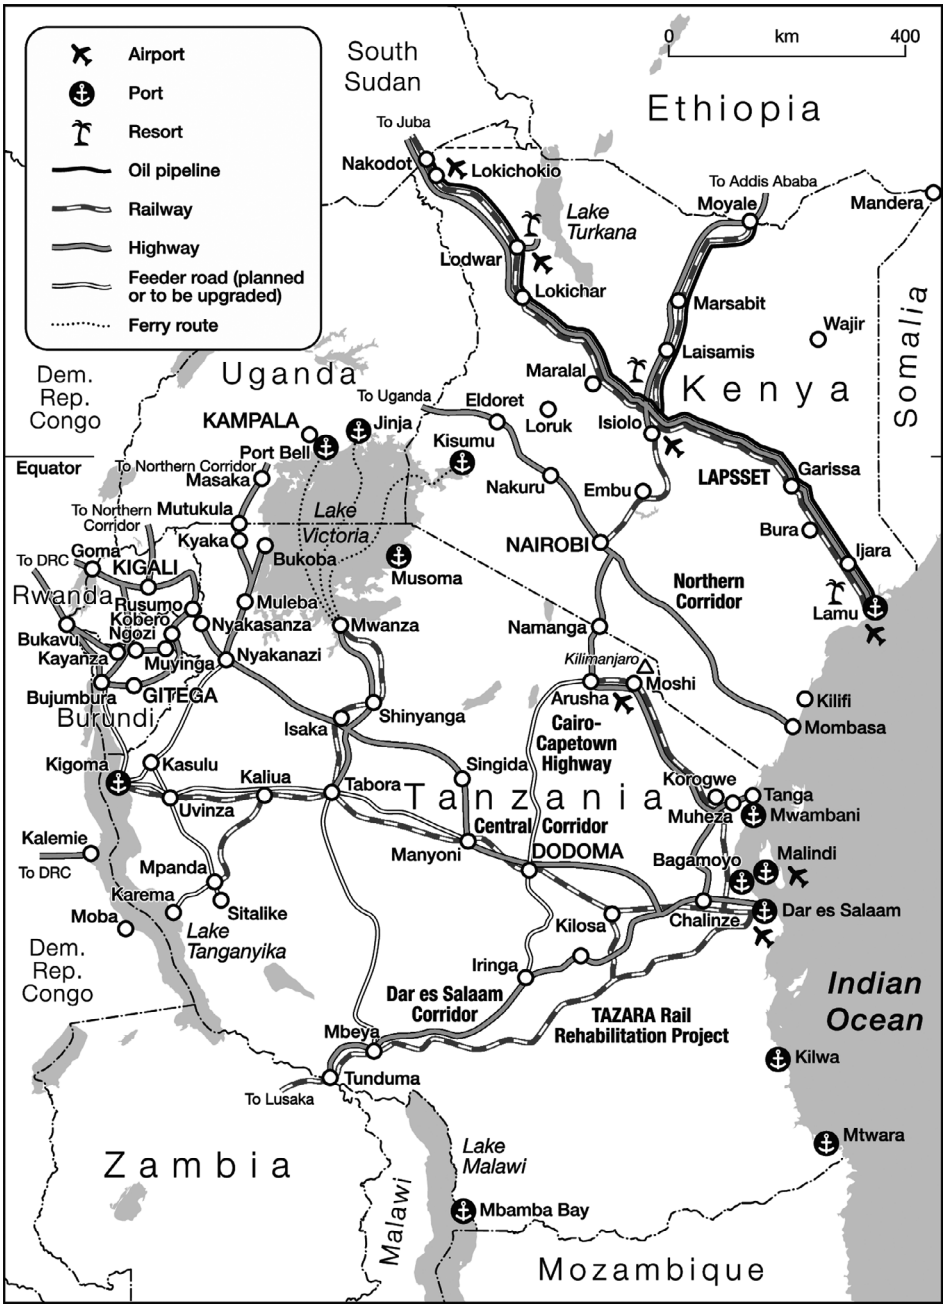 Airport
Port
Resort
Oil pipeline
Railway
Highway
Feeder road (planned
or to be upgraded)
Ferry route
0 km 400
South
Sudan
Ethiopia
To Juba
Nakodot
Lokichokio
To Addis Ababa
Moyale
Mandera
Lake
Turkana
Lodwar
Lokichar
Marsabit
Wajir
Somalia
Laisamis
Maralal
Kenya
Dem.
Rep.
Congo
Uganda
To Uganda
Eldoret
Loruk
Isiolo
KAMPALA
Jinja
Port Bell
Kisumu
Equator
To Northern Corridor
Masaka
Nakuru
Embu
LAPSSET
Garissa
Bura
Ijara
Lamu
To Northern
Corridor
Mutukula
Lake
Victoria
Kyaka
Bukoba
Musoma
NAIROBI
Northern
Corridor
To DRC
Goma
KIGALI
Rwanda
Rusumo
Kobero
Ngozi
Muleba
Nyakasanza
Mwanza
Namanga
Bukavu
Kayanza
Muyinga
Nyakanazi
Kilimanjaro
Moshi
Arusha
Kilifi
Mombasa
Bujumbura
GITEGA
Burundi
Isaka
Shinyanga
Cairo-
Capetown
Highway
Kigoma
Kasulu
Kaliua
Tabora
Singida
Korogwe
Tanga
Uvinza
Tanzania
Muheza
Mwambani
Central Corridor
Kalemie
To DRC
Manyoni
DODOMA
Bagamoyo
Malindi
Mpanda
Karema
Sitalike
Moba
Lake
Tanganyika
Kilosa
Chalinze
Dar es Salaam
Dem.
Rep.
Congo
Iringa
Dar es Salaam
Corridor
TAZARA Rail
Rehabilitation Project
Indian
Ocean
Mbeya
Kilwa
Tunduma
To Lusaka
Mtwara
Zambia
Lake
Malawi
Malawi
Mbamba Bay
Mozambique